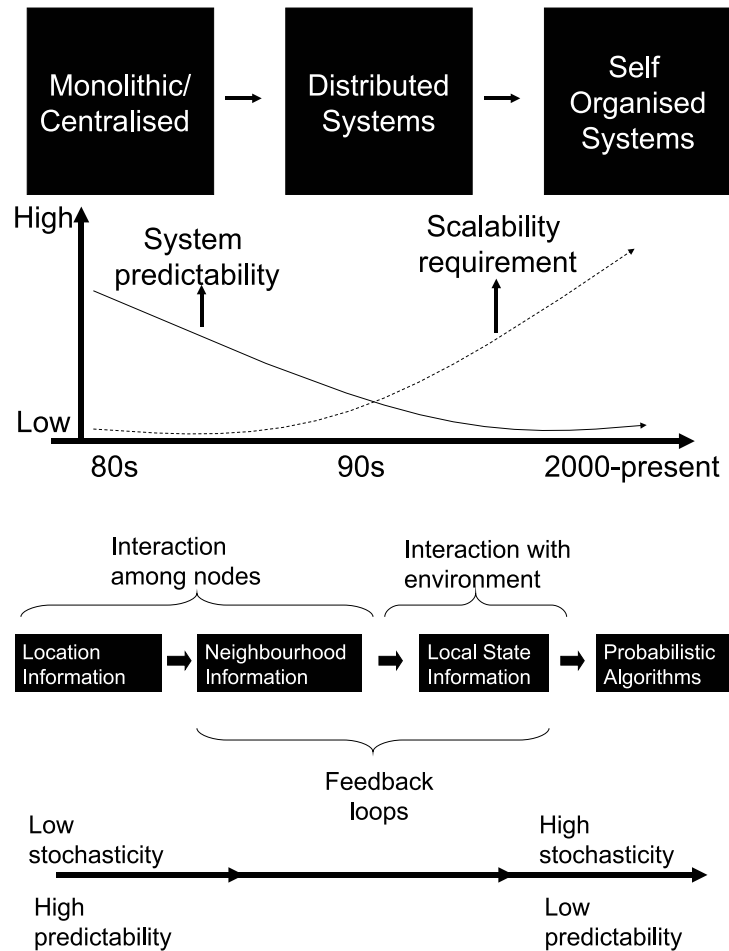 Monolithic/
Centralised
Distributed
Systems
Self
Organised
Systems
High
System
predictability
Scalability
requirement
Low
80s
90s
2000-present
Interaction
among nodes
Interaction with
environment
Location
Information
Neighbourhood
Information
Local State
Information
Probabilistic
Algorithms
Feedback
loops
Low
stochasticity
High
stochasticity
High
predictability
Low
predictability